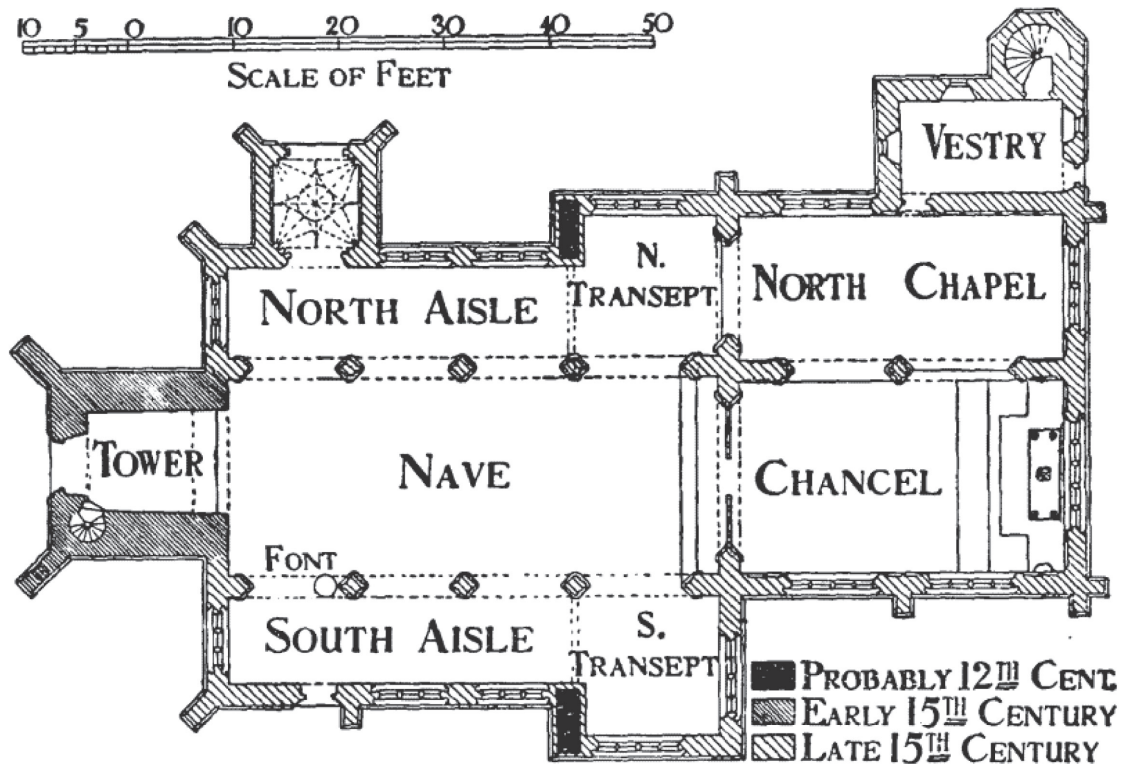 10 5 0 10 20 30 40 50
SCALE OF FEET
VESTRY
N.
TRANSEPT
NORTH AISLE
NORTH CHAPEL
TOWER
NAVE
CHANCEL
FONT
SOUTH AISLE
S.
TRANSEPT
PROBABLY 12TH CENT.
EARLY 15TH CENTURY
LATE 15TH CENTURY